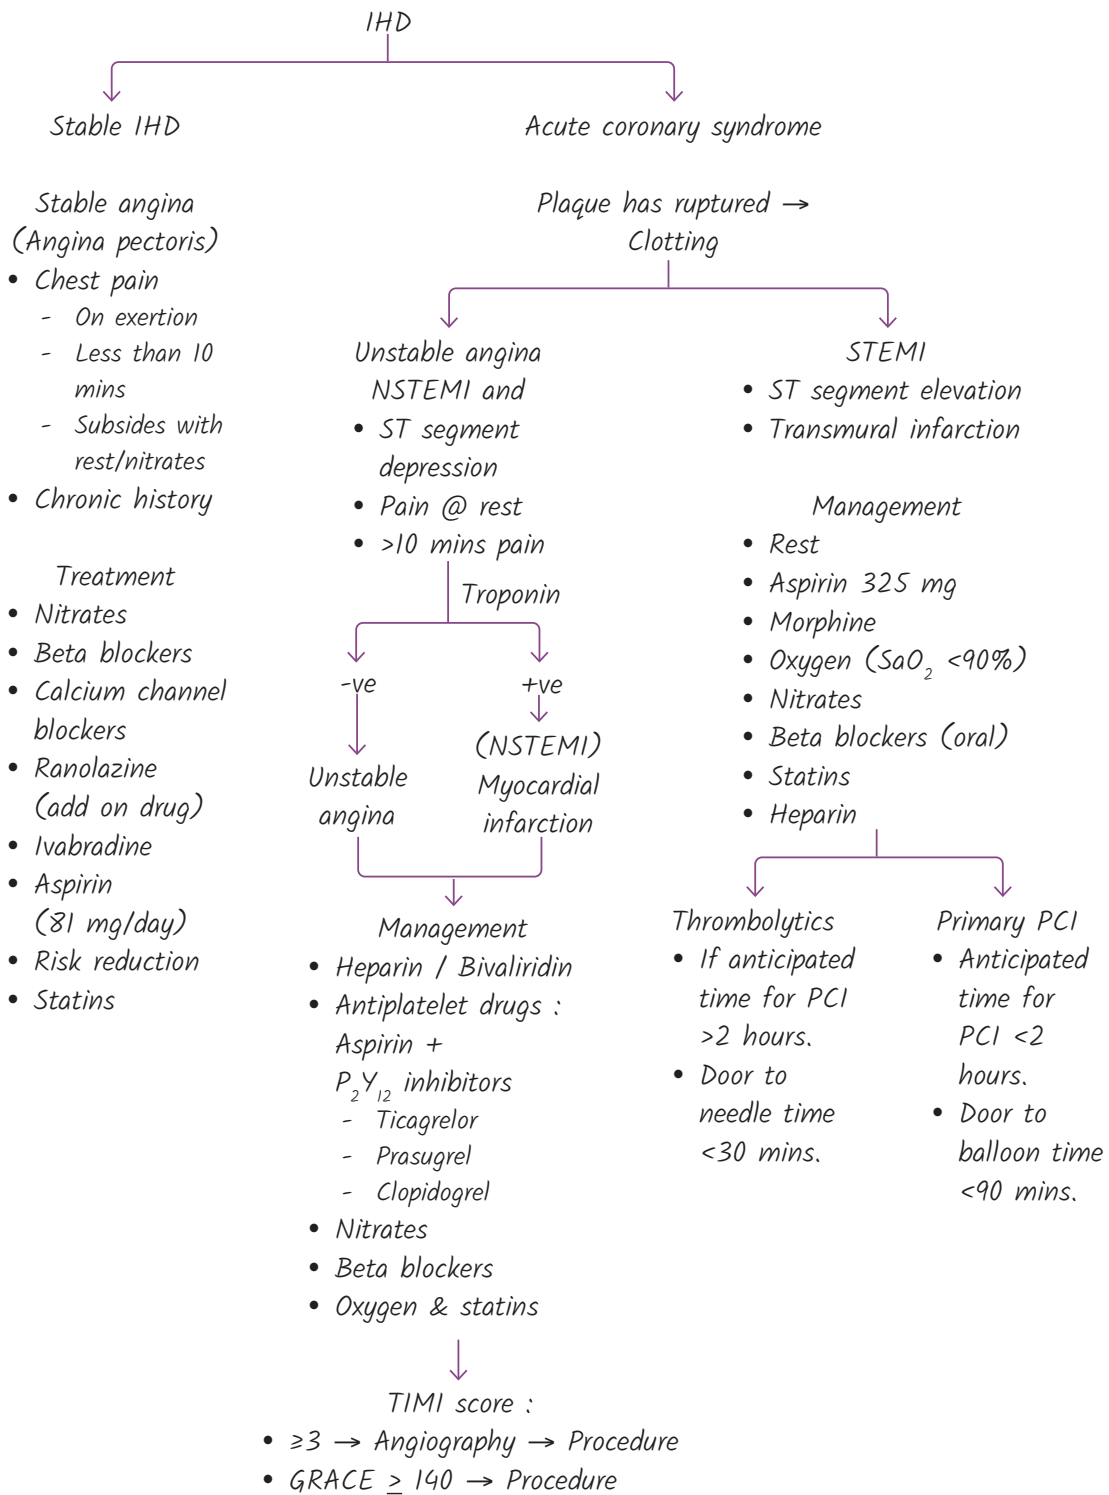 IHD
Stable IHD
Stable angina
(Angina pectoris)
• Chest pain
- On exertion
- Less than 10
mins
- Subsides with
rest/nitrates
• Chronic history
Treatment
• Nitrates
• Beta blockers
• Calcium channel
blockers
• Ranolazine
(add on drug)
• Ivabradine
• Aspirin
(81 mg/day)
• Risk reduction
• Statins
Acute coronary syndrome
Plaque has ruptured →
Clotting
Unstable angina
NSTEMI and
• ST segment
depression
• Pain @ rest
• >10 mins pain
Troponin
-ve
Unstable
angina
+ve
(NSTEMI)
Myocardial
infarction
Management
• Heparin / Bivaliridin
• Antiplatelet drugs :
Aspirin +
P₂Y₁₂ inhibitors
- Ticagrelor
- Prasugrel
- Clopidogrel
• Nitrates
• Beta blockers
• Oxygen & statins
TIMI score :
• ≥3 → Angiography → Procedure
• GRACE ≥ 140 → Procedure
STEMI
• ST segment elevation
• Transmural infarction
Management
• Rest
• Aspirin 325 mg
• Morphine
• Oxygen (SaO₂ <90%)
• Nitrates
• Beta blockers (oral)
• Statins
• Heparin
Thrombolytics
• If anticipated
time for PCI
>2 hours.
• Door to
needle time
<30 mins.
Primary PCI
• Anticipated
time for
PCI <2
hours.
• Door to
balloon time
<90 mins.